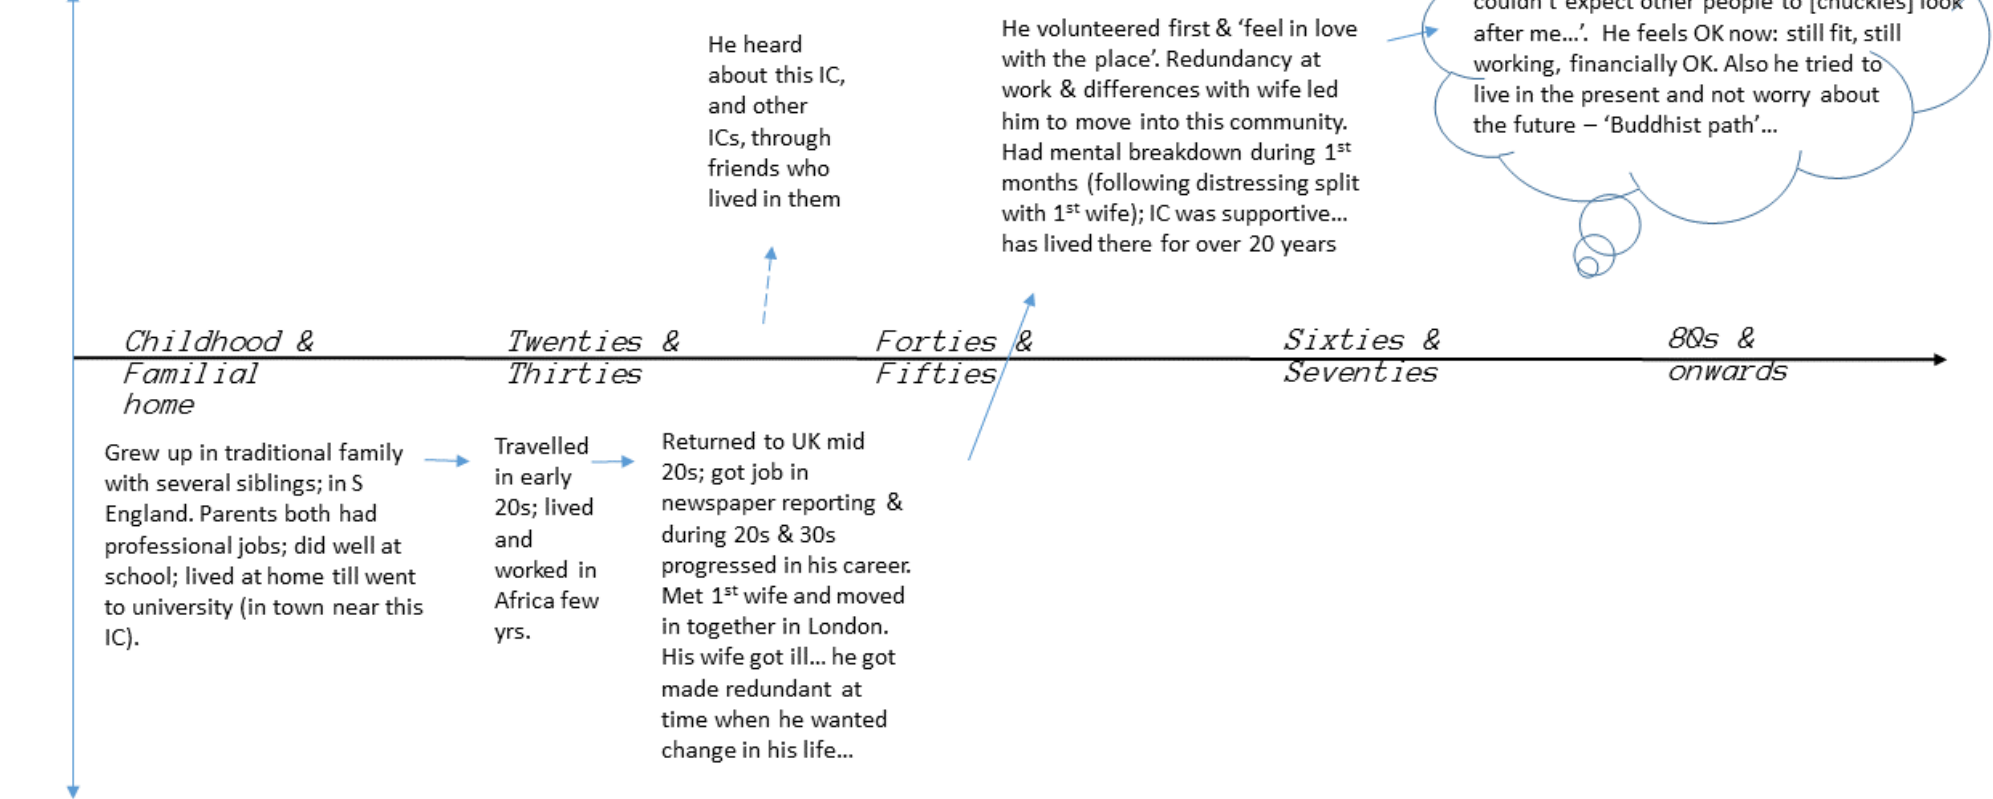 He heard
about this IC,
and other
ICs, through
friends who
lived in them
He volunteered first & ‘feel in love
with the place’. Redundancy at
work & differences with wife led
him to move into this community.
Had mental breakdown during 1st
months (following distressing split
with 1st wife); IC was supportive...
has lived there for over 20 years
couldn’t expect other people to [chuckles] look
after me...’. He feels OK now: still fit, still
working, financially OK. Also he tried to
live in the present and not worry about
the future – ‘Buddhist path’...
Childhood &
Familial
home
Twenties &
Thirties
Forties &
Fifties
Sixties &
Seventies
80s &
onwards
Grew up in traditional family
with several siblings; in S
England. Parents both had
professional jobs; did well at
school; lived at home till went
to university (in town near this
IC).
Travelled
in early
20s; lived
and
worked in
Africa few
yrs.
Returned to UK mid
20s; got job in
newspaper reporting &
during 20s & 30s
progressed in his career.
Met 1st wife and moved
in together in London.
His wife got ill... he got
made redundant at
time when he wanted
change in his life...